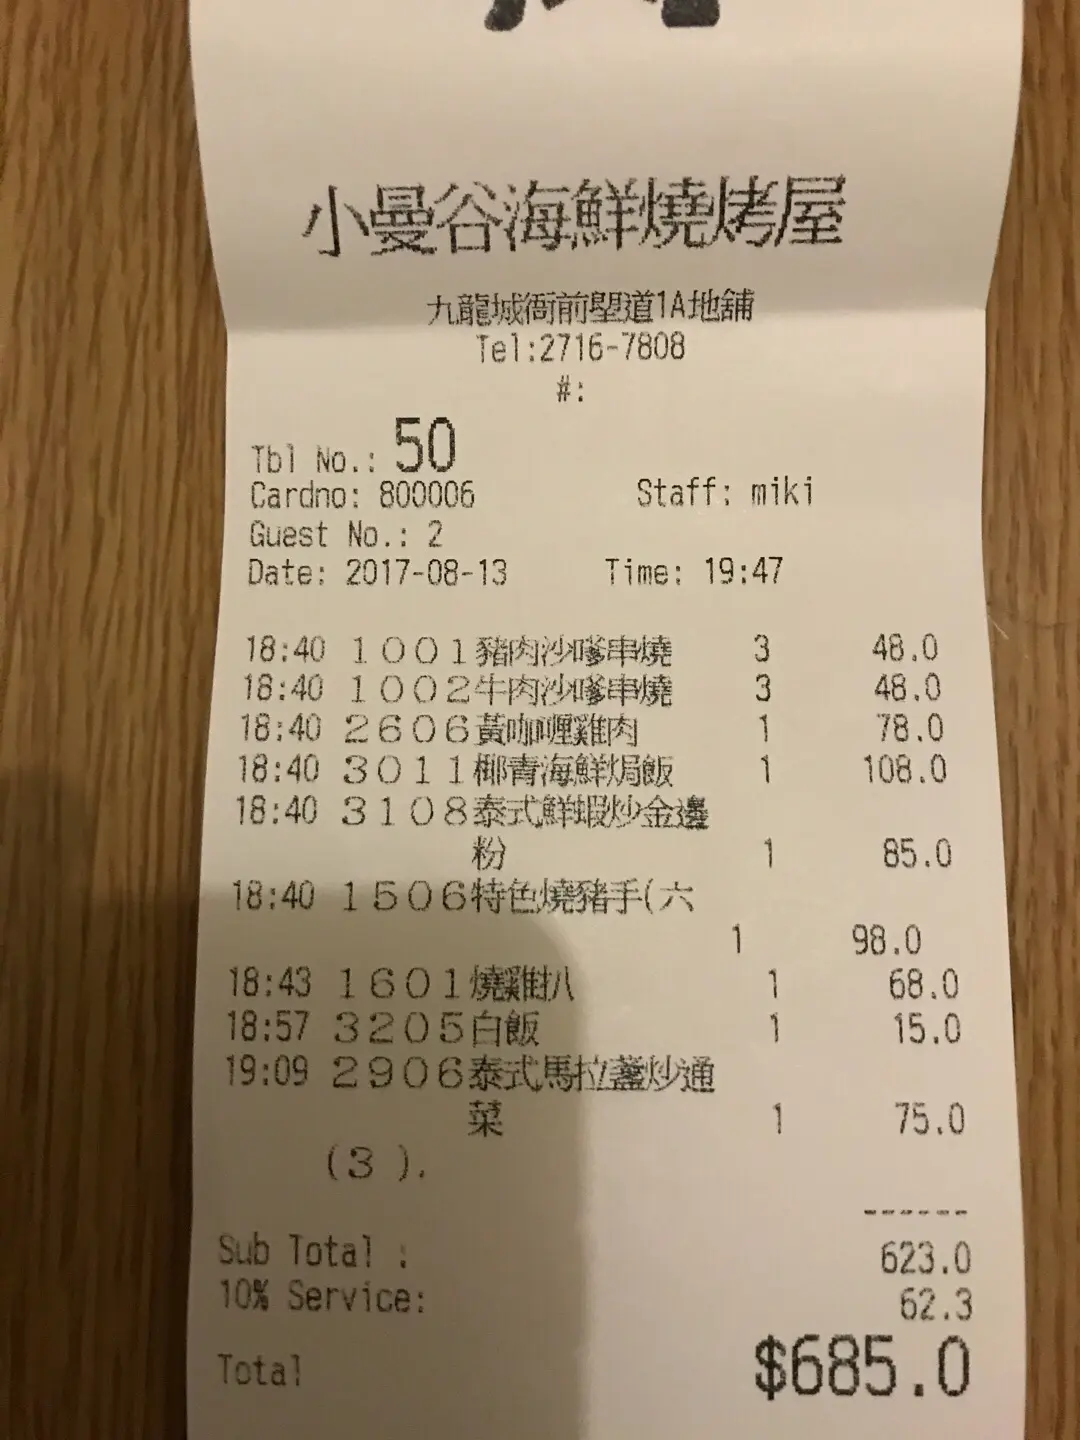 小曼谷海鮮燒烤屋
九龍城衙前塱道1A地舖
Tel:2716-7808
#:
Tbl No.: 50
Cardno: 800006 Staff: miki
Guest No.: 2
Date: 2017-08-13 Time: 19:47
18:40 1001豬肉沙嗲串燒 3 48.0
18:40 1002牛肉沙嗲串燒 3 48.0
18:40 2606黃咖喱雞肉 1 78.0
18:40 3011椰青海鮮焗飯 1 108.0
18:40 3108泰式鮮蝦炒金邊
粉 1 85.0
18:40 1506特色燒豬手(六
1 98.0
18:43 1601燒雞扒 1 68.0
18:57 3205白飯 1 15.0
19:09 2906泰式馬拉盞炒通
菜 1 75.0
(3 ).
------
Sub Total : 623.0
10% Service: 62.3
Total $685.0